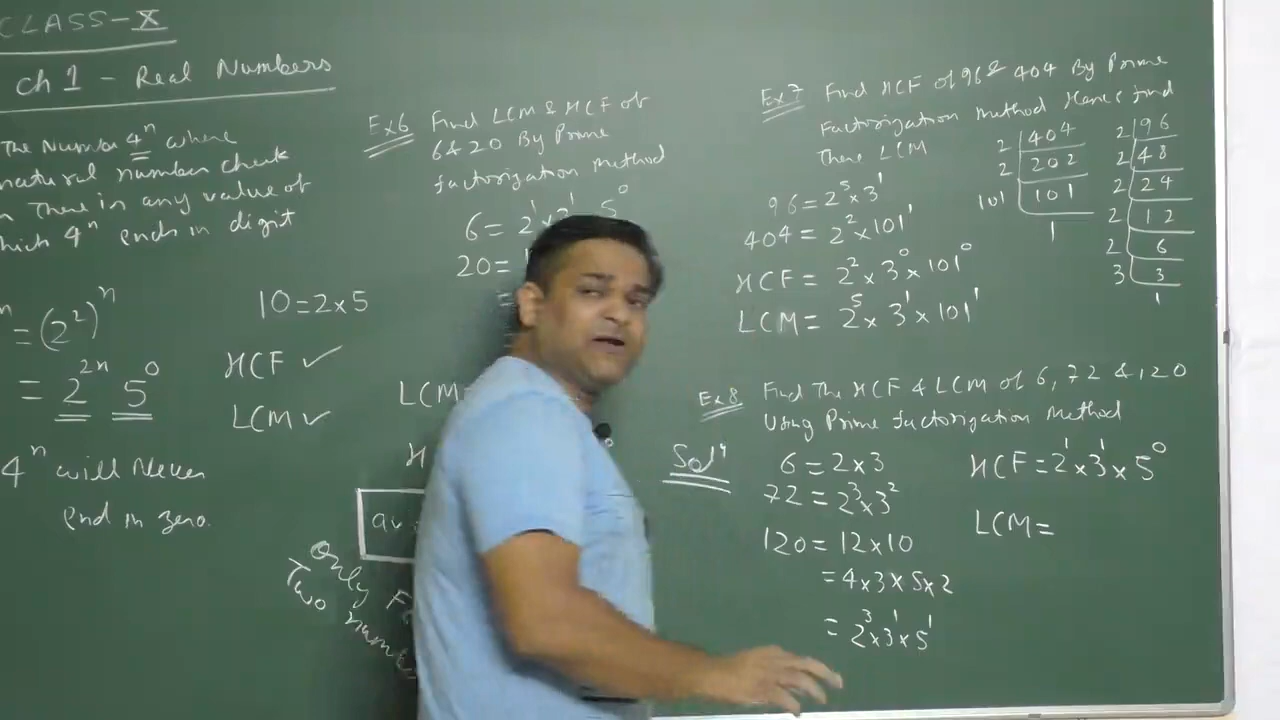 CLASS-X
Ch 1 - Real Numbers
The Number 4ⁿ where
natural number check
There is any value of
which 4ⁿ ends in digit
ⁿ = (2²)ⁿ
= 2²ⁿ 5⁰
10=2×5
HCF ✓
LCM ✓
4ⁿ will Never
end in zero.
Ex6 Find LCM & HCF of
6 & 20 By Prime
factorization method
6=2¹× 5⁰
20=
LCM
H
Only
Two
Ex7 Find HCF of 96 & 404 By Prime
Factorization method Hence find
There LCM
2 404
2 202
101 101
1
2 96
2 48
2 24
2 12
2 6
3 3
1
96=2⁵×3¹
404=2²×101¹
HCF=2²×3⁰×101⁰
LCM=2⁵×3¹×101¹
Ex8 Find The HCF & LCM of 6, 72 & 120
Using Prime factorization Method
Solⁿ 6=2×3
72=2³×3²
120=12×10
=4×3×5×2
=2³×3¹×5¹
HCF=2¹×3¹×5⁰
LCM=